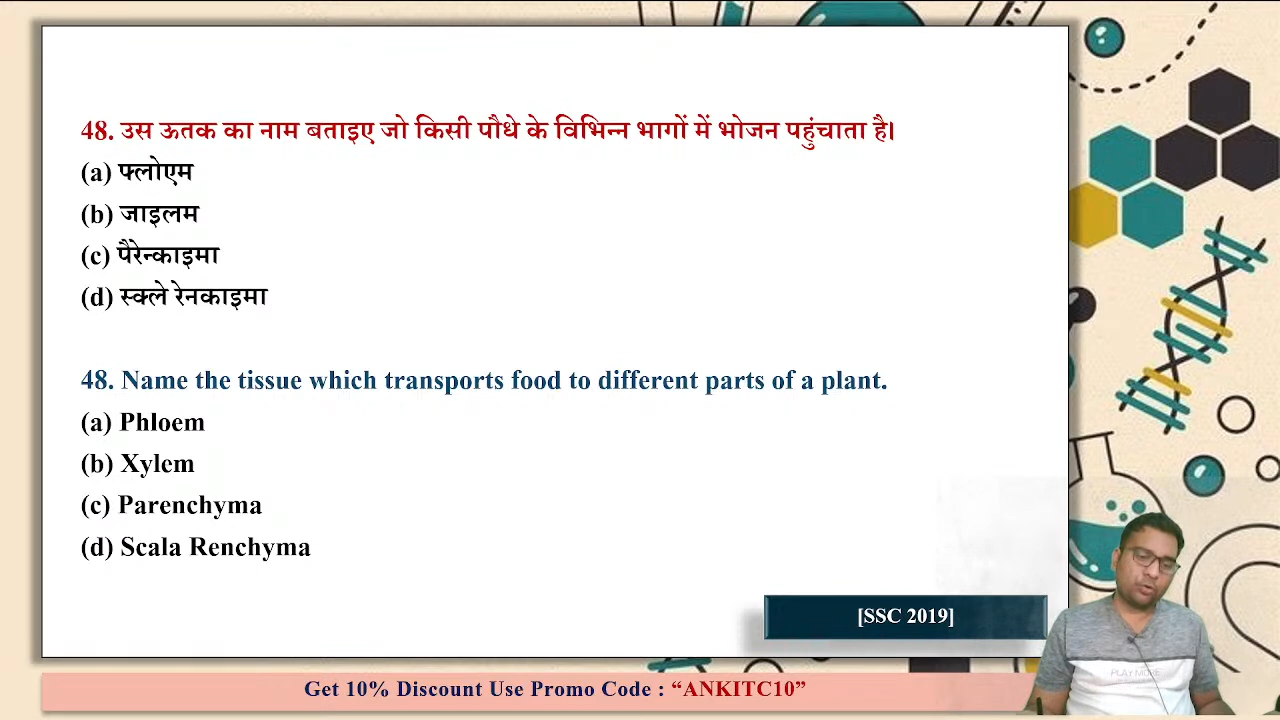 48. उस ऊतक का नाम बताइए जो किसी पौधे के विभिन्न भागों में भोजन पहुंचाता है।
(a) फ्लोएम
(b) जाइलम
(c) पैरेन्काइमा
(d) स्क्ले रेनकाइमा
48. Name the tissue which transports food to different parts of a plant.
(a) Phloem
(b) Xylem
(c) Parenchyma
(d) Scala Renchyma
[SSC 2019]
PLAY MORE
Get 10% Discount Use Promo Code : “ANKITC10”